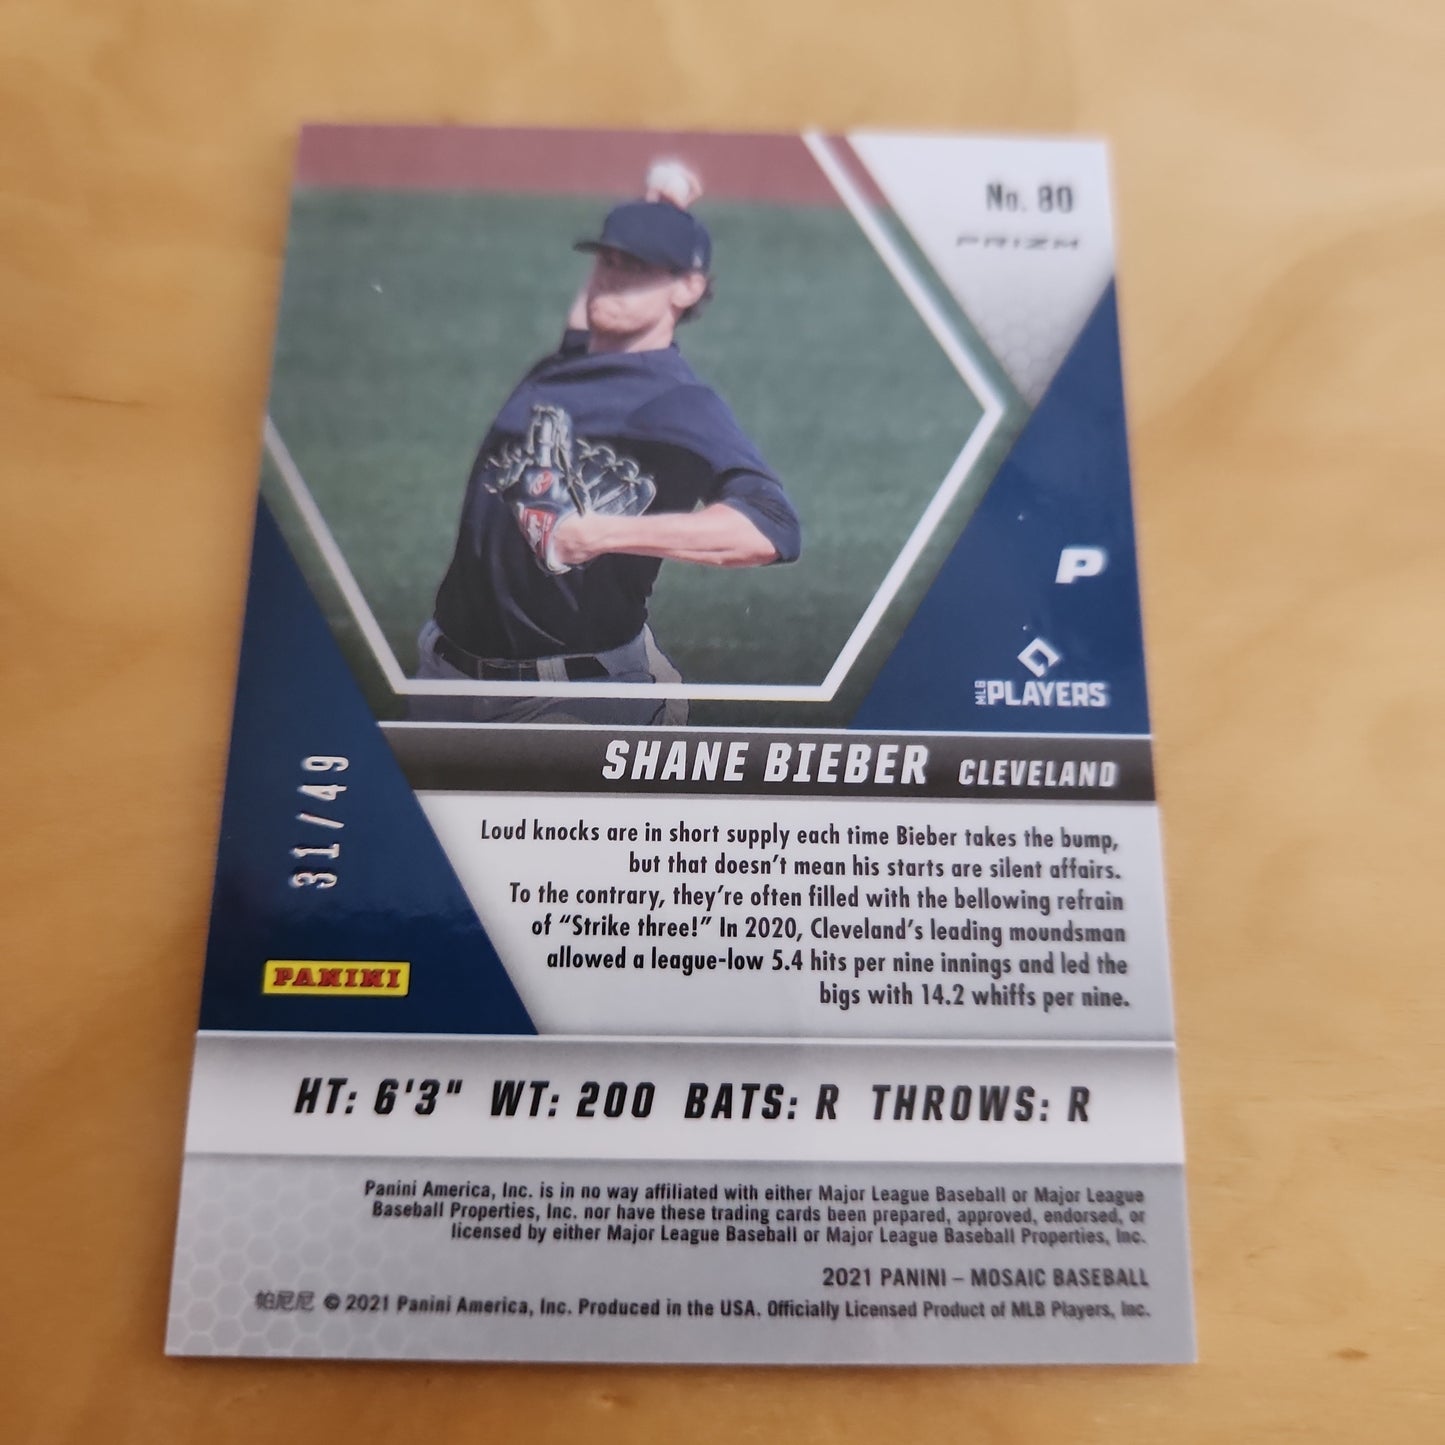 No. 80
PRIZM
P
MLB PLAYERS
SHANE BIEBER CLEVELAND
31/49
Loud knocks are in short supply each time Bieber takes the bump,
but that doesn't mean his starts are silent affairs.
To the contrary, they're often filled with the bellowing refrain
of “Strike three!” In 2020, Cleveland's leading moundsman
allowed a league-low 5.4 hits per nine innings and led the
bigs with 14.2 whiffs per nine.
PANINI
HT: 6'3" WT: 200 BATS: R THROWS: R
Panini America, Inc. is in no way affiliated with either Major League Baseball or Major League
Baseball Properties, Inc. nor have these trading cards been prepared, approved, endorsed, or
licensed by either Major League Baseball or Major League Baseball Properties, Inc.
2021 PANINI – MOSAIC BASEBALL
帕尼尼 © 2021 Panini America, Inc. Produced in the USA. Officially Licensed Product of MLB Players, Inc.